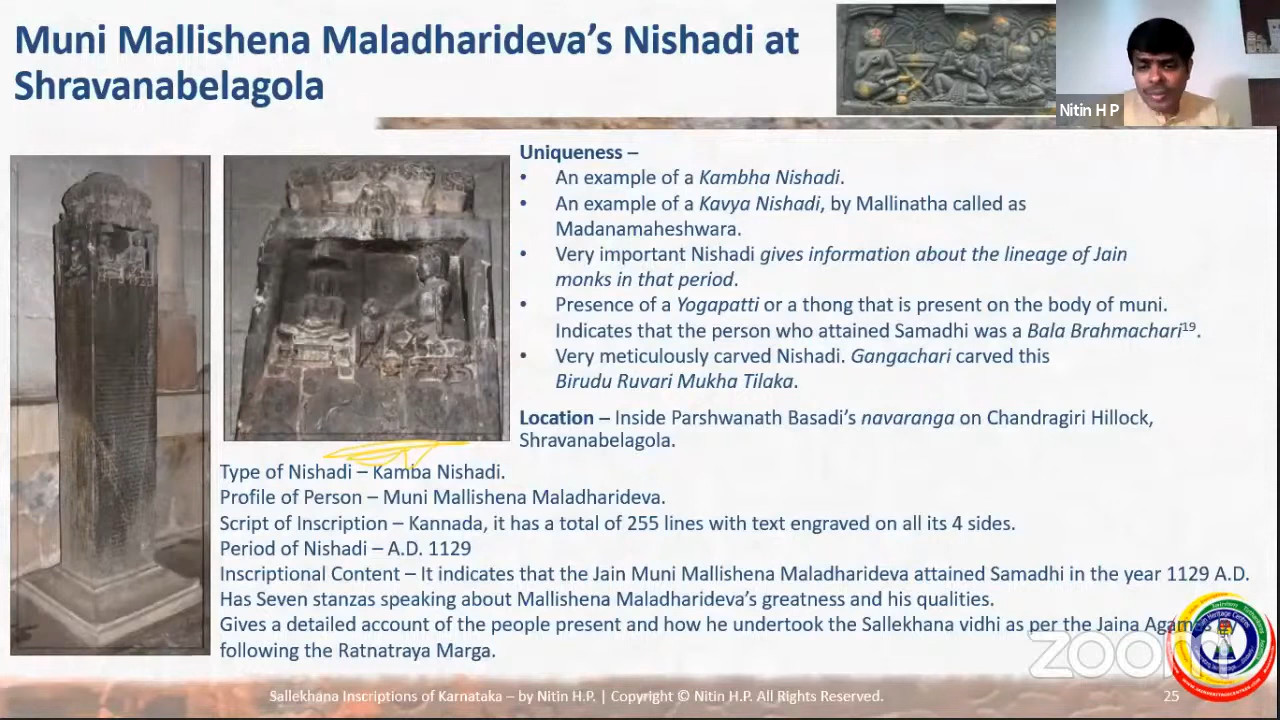 Muni Mallishena Maladharideva’s Nishadi at
Shravanabelagola
Nitin H P
Uniqueness –
• An example of a Kambha Nishadi.
• An example of a Kavya Nishadi, by Mallinatha called as
Madanamaheshwara.
• Very important Nishadi gives information about the lineage of Jain
monks in that period.
• Presence of a Yogapatti or a thong that is present on the body of muni.
Indicates that the person who attained Samadhi was a Bala Brahmachari¹⁹.
• Very meticulously carved Nishadi. Gangachari carved this
Birudu Ruvari Mukha Tilaka.
Location – Inside Parshwanath Basadi’s navaranga on Chandragiri Hillock,
Shravanabelagola.
Type of Nishadi – Kamba Nishadi.
Profile of Person – Muni Mallishena Maladharideva.
Script of Inscription – Kannada, it has a total of 255 lines with text engraved on all its 4 sides.
Period of Nishadi – A.D. 1129
Inscriptional Content – It indicates that the Jain Muni Mallishena Maladharideva attained Samadhi in the year 1129 A.D.
Has Seven stanzas speaking about Mallishena Maladharideva’s greatness and his qualities.
Gives a detailed account of the people present and how he undertook the Sallekhana vidhi as per the Jaina Agamas by
following the Ratnatraya Marga.
zoom
Sallekhana Inscriptions of Karnataka – by Nitin H.P. | Copyright © Nitin H.P. All Rights Reserved.
25